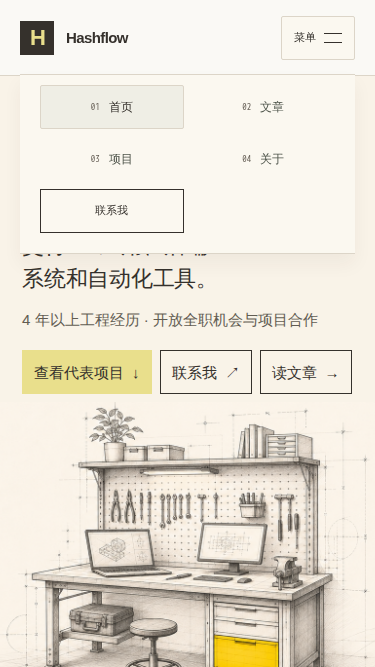 H Hashflow 菜单
01 首页 02 文章
03 项目 04 关于
联系我
系统和自动化工具。
4 年以上工程经历 · 开放全职机会与项目合作
查看代表项目 ↓ 联系我 ↗ 读文章 →